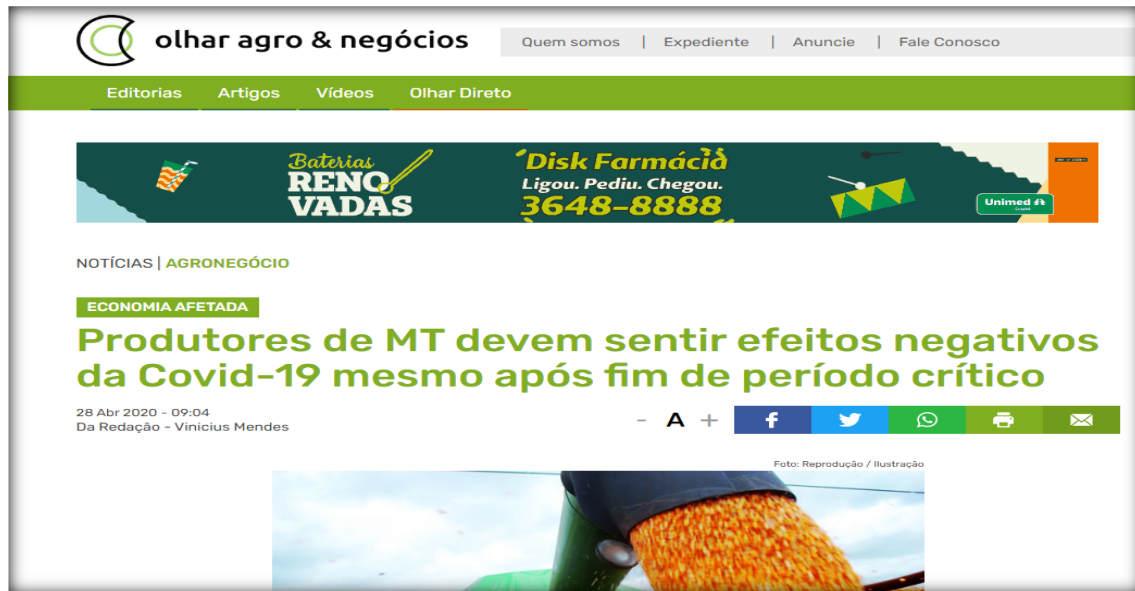 olhar agro & negócios
Quem somos | Expediente | Anuncie | Fale Conosco
Editorias Artigos Vídeos Olhar Direto
Baterias
RENO
VADAS
Disk Farmácia
Ligou. Pediu. Chegou.
3648-8888
Unimed
NOTÍCIAS | AGRONEGÓCIO
ECONOMIA AFETADA
Produtores de MT devem sentir efeitos negativos
da Covid-19 mesmo após fim de período crítico
28 Abr 2020 - 09:04
Da Redação - Vinicius Mendes
- A +
Foto: Reprodução / Ilustração